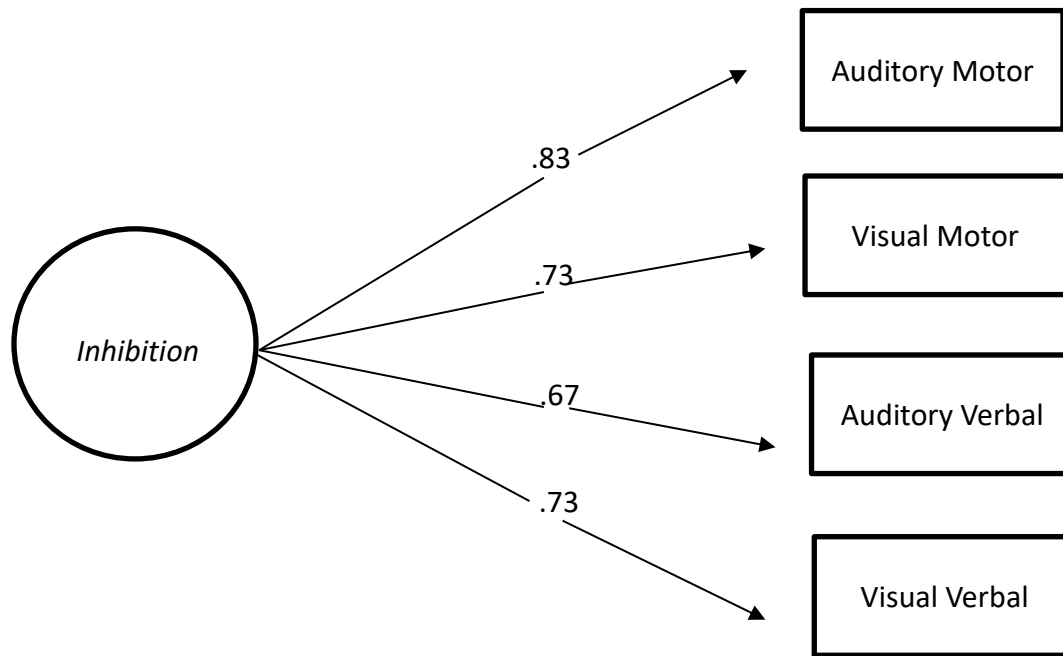 Auditory Motor
.83
Visual Motor
.73
Inhibition
.67
Auditory Verbal
.73
Visual Verbal